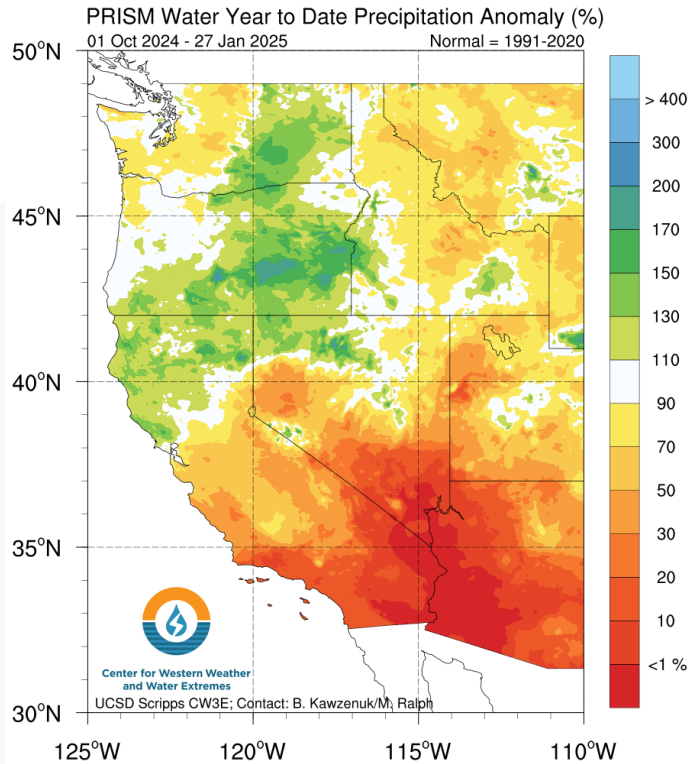 PRISM Water Year to Date Precipitation Anomaly (%)
01 Oct 2024 - 27 Jan 2025 Normal = 1991-2020
50°N
45°N
40°N
35°N
30°N
125°W 120°W 115°W 110°W
> 400
300
200
170
150
130
110
90
70
50
30
20
10
<1 %
Center for Western Weather
and Water Extremes
UCSD Scripps CW3E; Contact: B. Kawzenuk/M. Ralph